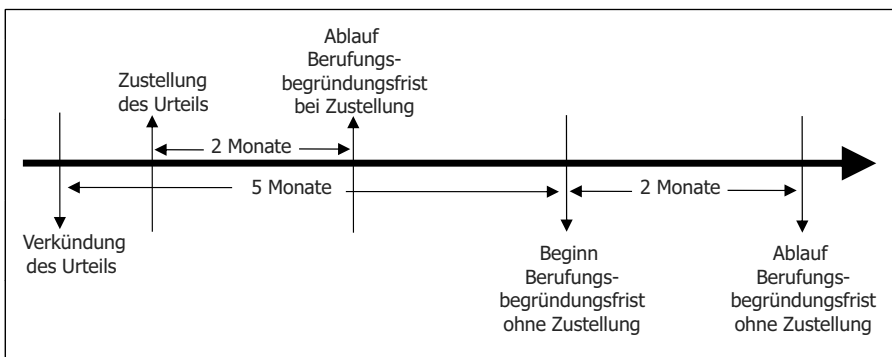 Zustellung
des Urteils
Ablauf
Berufungs-
begründungsfrist
bei Zustellung
2 Monate
5 Monate
2 Monate
Verkündung
des Urteils
Beginn
Berufungs-
begründungsfrist
ohne Zustellung
Ablauf
Berufungs-
begründungsfrist
ohne Zustellung